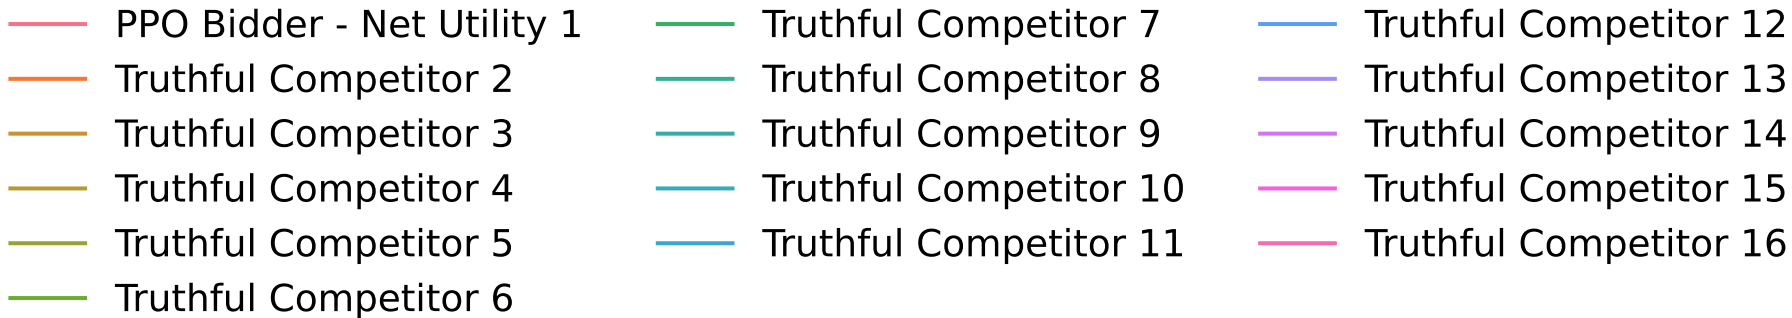 PPO Bidder - Net Utility 1
Truthful Competitor 2
Truthful Competitor 3
Truthful Competitor 4
Truthful Competitor 5
Truthful Competitor 6
Truthful Competitor 7
Truthful Competitor 8
Truthful Competitor 9
Truthful Competitor 10
Truthful Competitor 11
Truthful Competitor 12
Truthful Competitor 13
Truthful Competitor 14
Truthful Competitor 15
Truthful Competitor 16